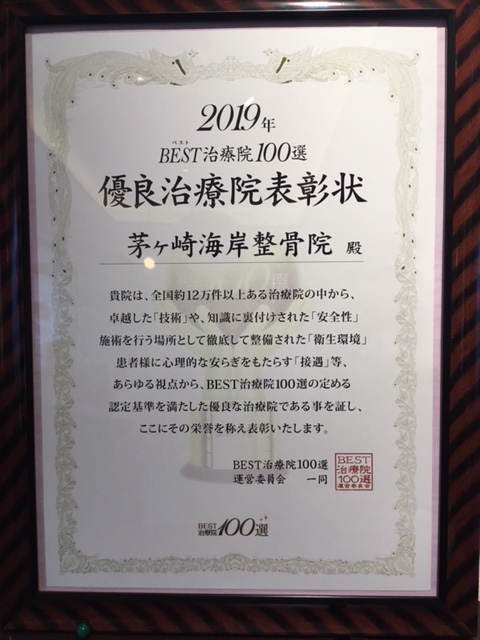 2019年
ベスト
BEST治療院100選
優良治療院表彰状
茅ヶ崎海岸整骨院 殿
貴院は、全国約12万件以上ある治療院の中から、
卓越した「技術」や、知識に裏付けされた「安全性」
施術を行う場所として徹底して整備された「衛生環境」
患者様に心理的な安らぎをもたらす「接遇」等、
あらゆる視点から、BEST治療院100選の定める
認定基準を満たした優良な治療院である事を証し、
ここにその栄誉を称え表彰いたします。
BEST治療院100選
運営委員会 一同
BEST
治療院
100選
運営委員会
BEST
治療院
100選